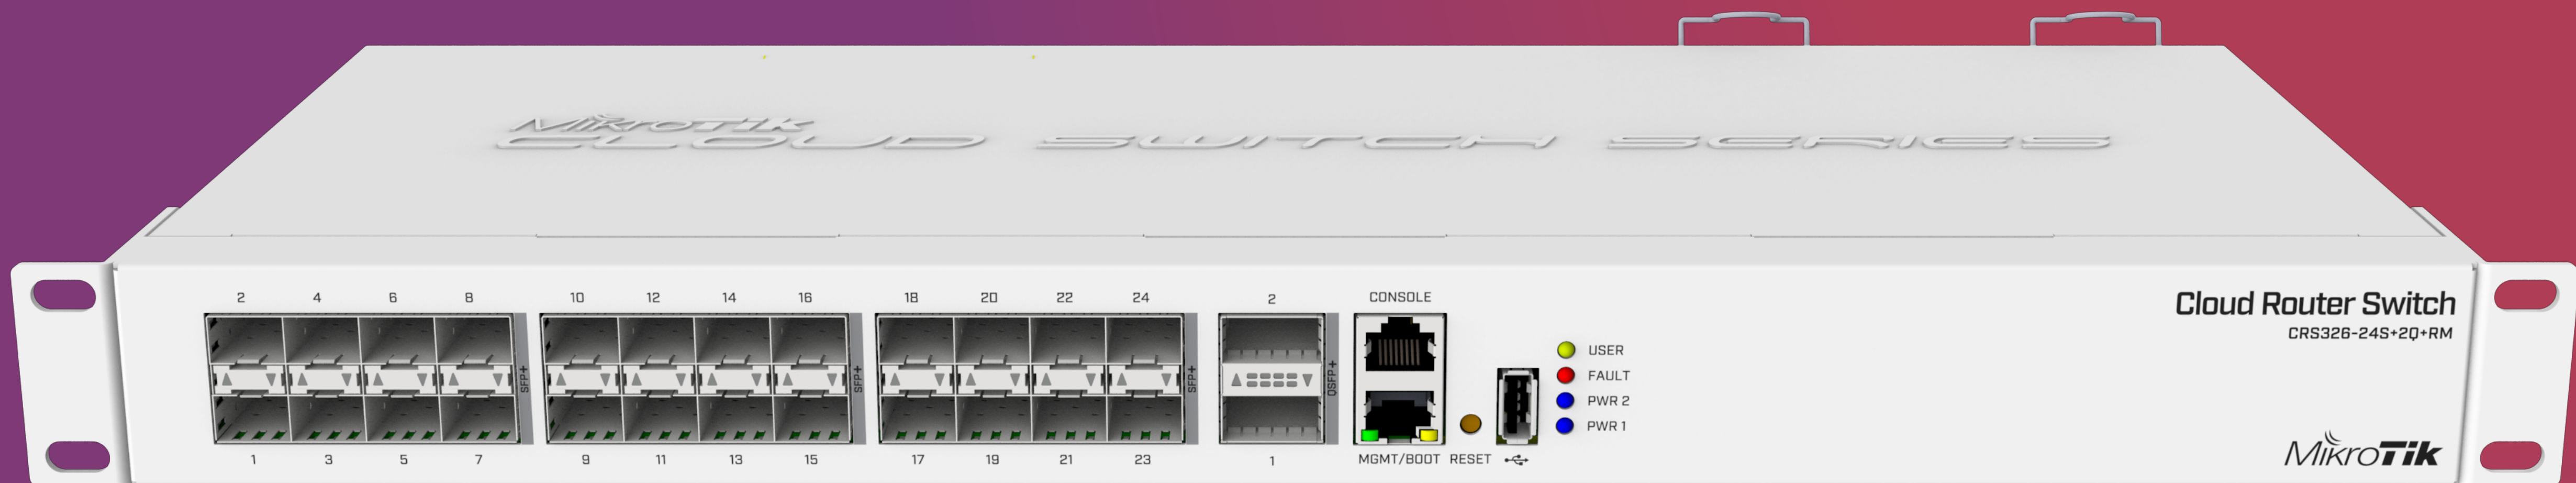 MikroTik
CLOUD SWITCH SERIES
Cloud Router Switch
CRS326-24S+2Q+RM
2 4 6 8 10 12 14 16 18 20 22 24 2 CONSOLE
SFP+ SFP+ SFP+ QSFP+
USER
FAULT
PWR 2
PWR 1
1 3 5 7 9 11 13 15 17 19 21 23 1 MGMT/BOOT RESET
MikroTik